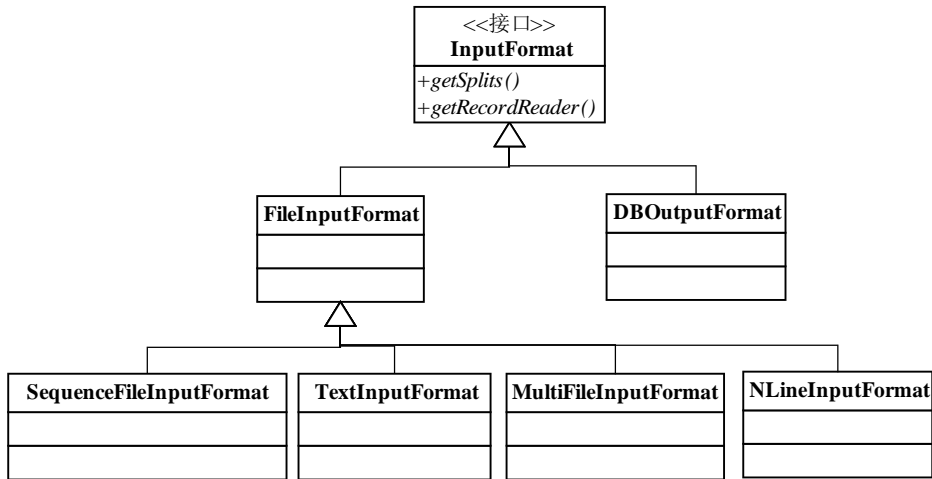 <<接口>>
InputFormat
+getSplits()
+getRecordReader()
FileInputFormat
DBOutputFormat
SequenceFileInputFormat
TextInputFormat
MultiFileInputFormat
NLineInputFormat